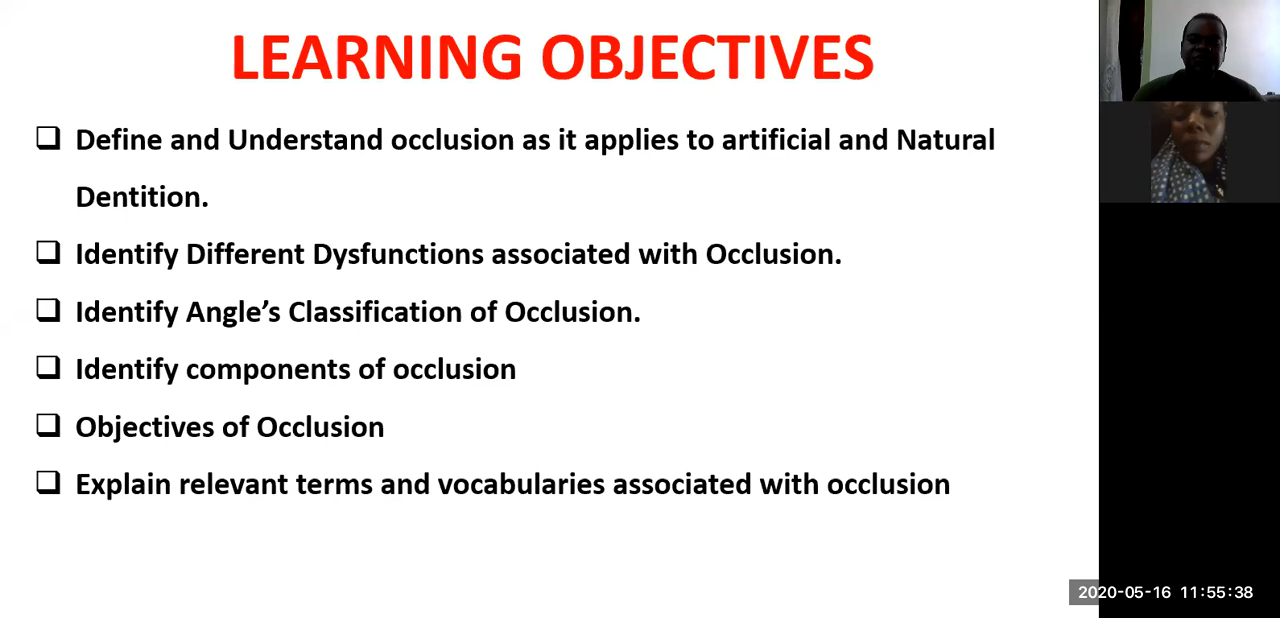 LEARNING OBJECTIVES
❑ Define and Understand occlusion as it applies to artificial and Natural
Dentition.
❑ Identify Different Dysfunctions associated with Occlusion.
❑ Identify Angle’s Classification of Occlusion.
❑ Identify components of occlusion
❑ Objectives of Occlusion
❑ Explain relevant terms and vocabularies associated with occlusion
2020-05-16 11:55:38